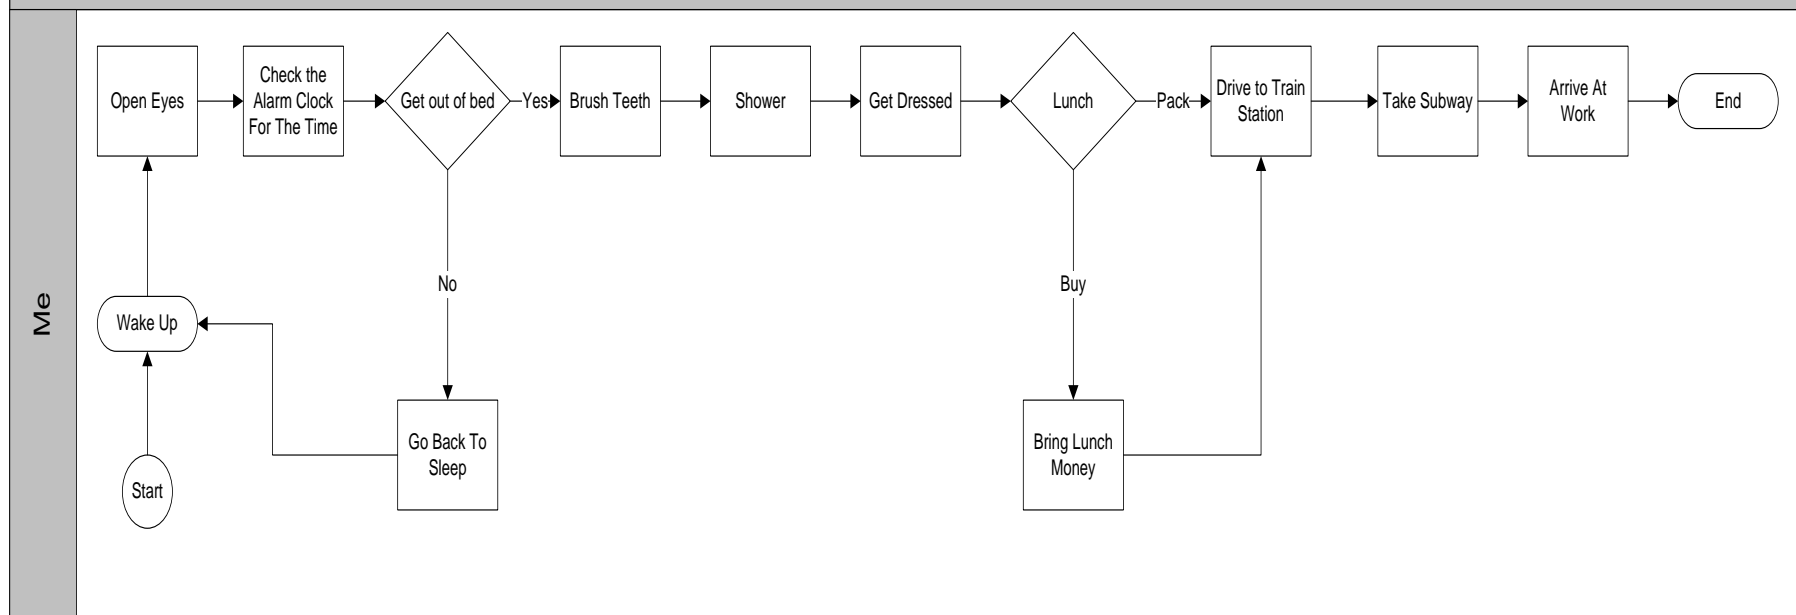 Me
Open Eyes
Check the
Alarm Clock
For The Time
Get out of bed
Yes
Brush Teeth
Shower
Get Dressed
Lunch
Pack
Drive to Train
Station
Take Subway
Arrive At
Work
End
No
Buy
Wake Up
Go Back To
Sleep
Bring Lunch
Money
Start